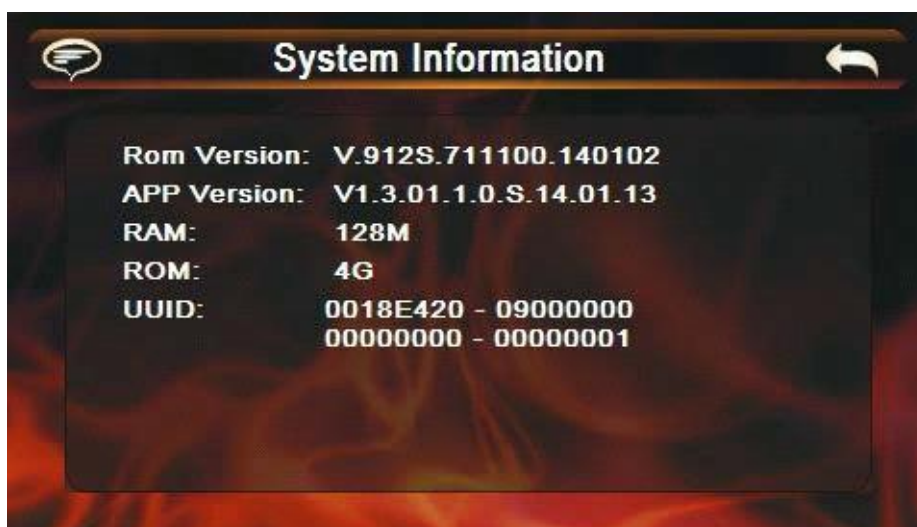 System Information
Rom Version: V.912S.711100.140102
APP Version: V1.3.01.1.0.S.14.01.13
RAM: 128M
ROM: 4G
UUID: 0018E420 - 09000000
00000000 - 00000001